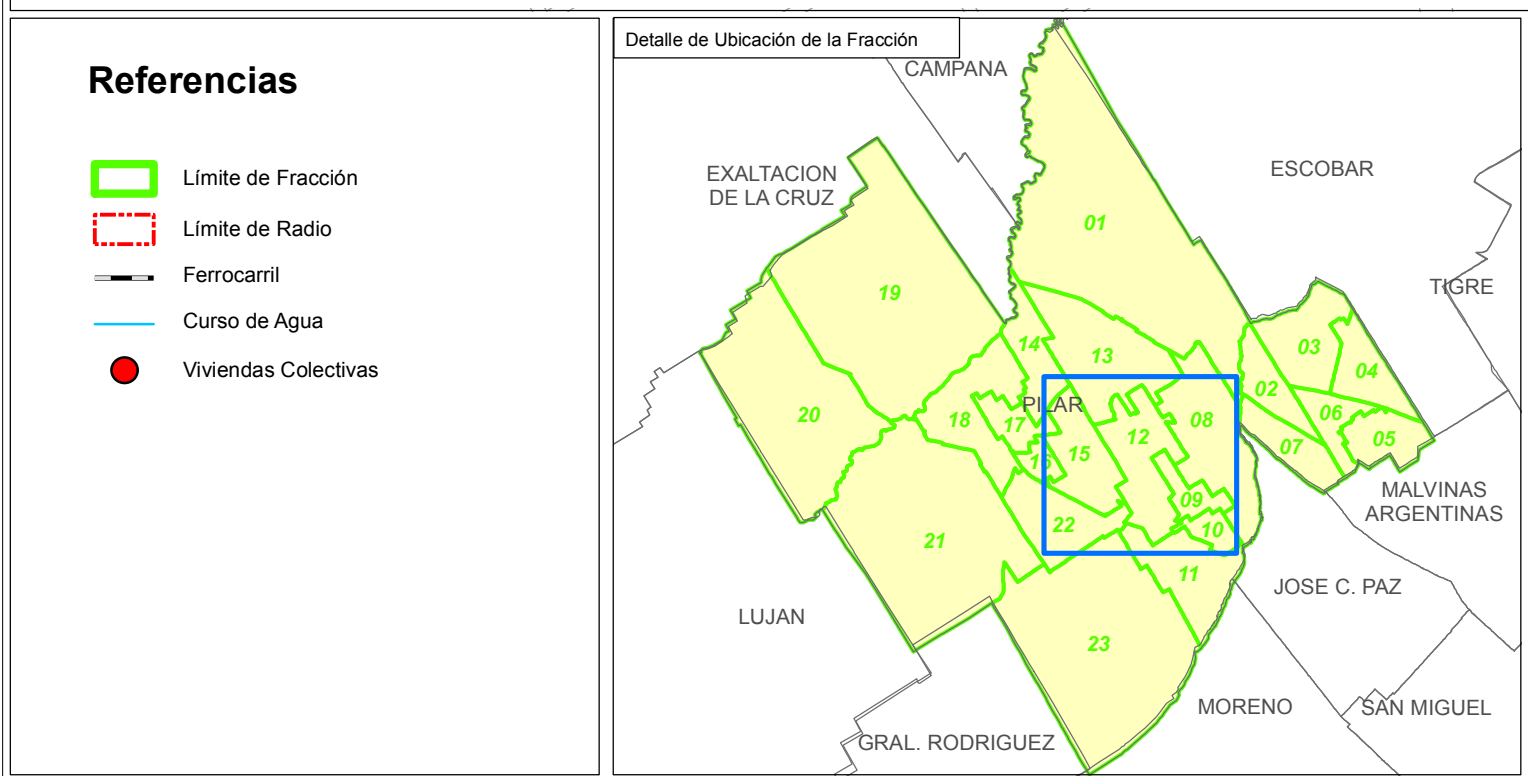 Referencias
Límite de Fracción
Límite de Radio
Ferrocarril
Curso de Agua
Viviendas Colectivas
Detalle de Ubicación de la Fracción
CAMPANA
EXALTACION
DE LA CRUZ
ESCOBAR
TIGRE
01
19
03
14
13
04
02
PILAR
20
18
17
12
08
06
05
15
07
16
MALVINAS
ARGENTINAS
09
22
10
21
11
JOSE C. PAZ
LUJAN
23
MORENO
SAN MIGUEL
GRAL. RODRIGUEZ